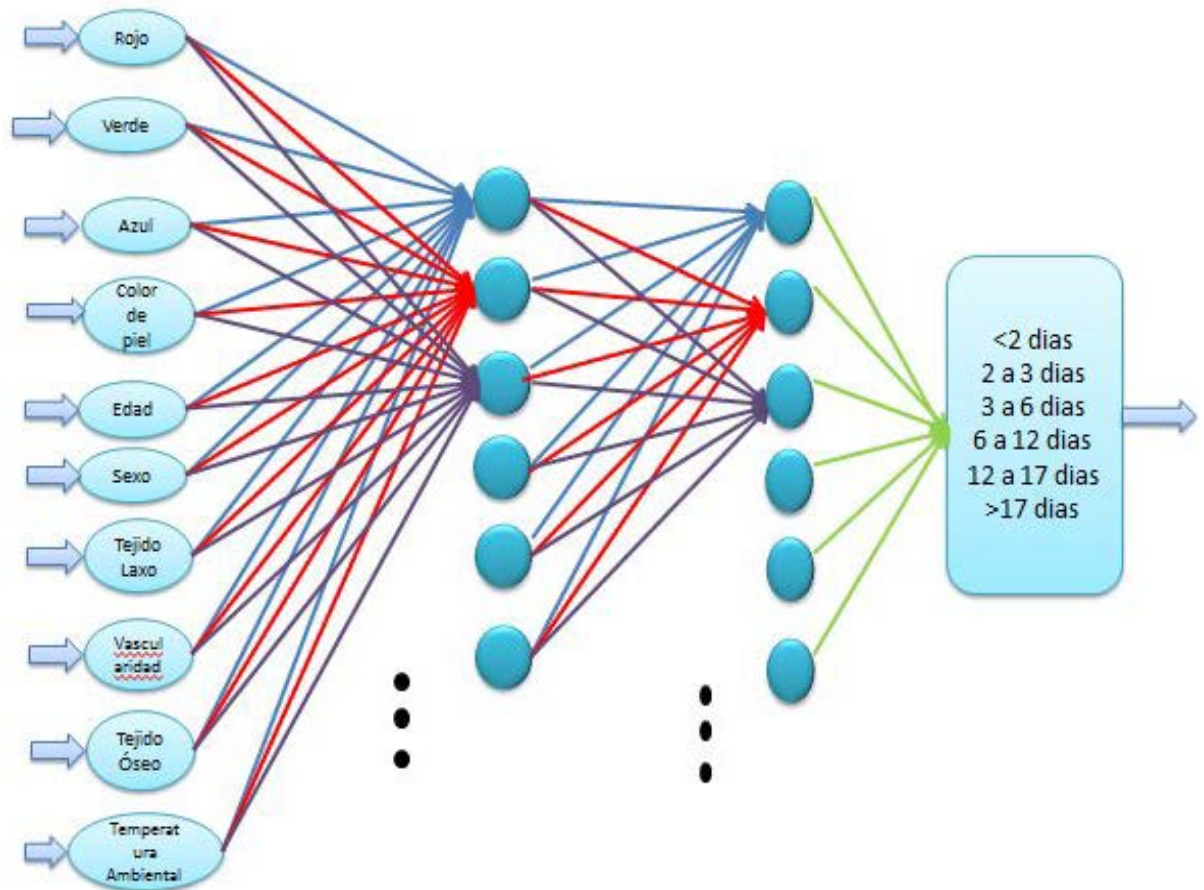 Rojo
Verde
Azul
Color
de
piel
Edad
Sexo
Tejido
Laxo
Vascul
aridad
Tejido
Óseo
Temperat
ura
Ambiental
<2 dias
2 a 3 dias
3 a 6 dias
6 a 12 dias
12 a 17 dias
>17 dias